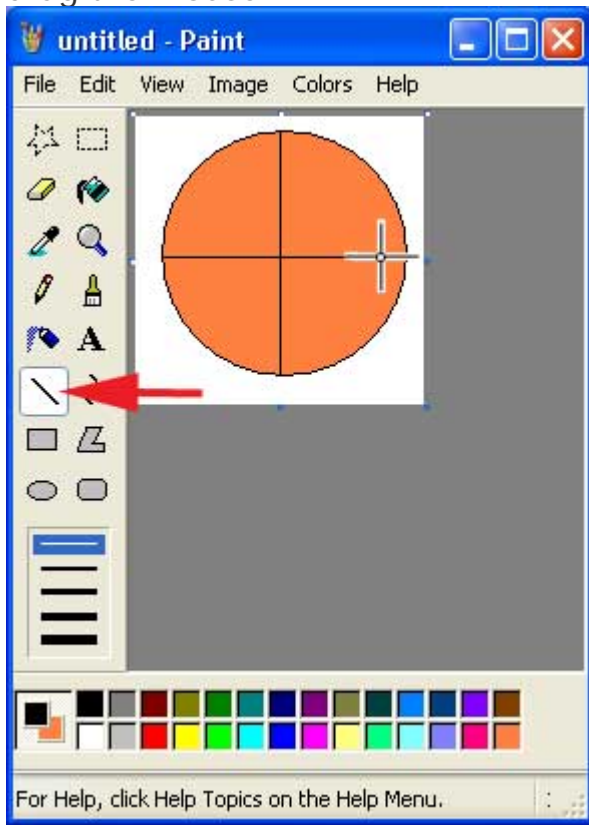 untitled - Paint
File Edit View Image Colors Help
A
For Help, click Help Topics on the Help Menu.